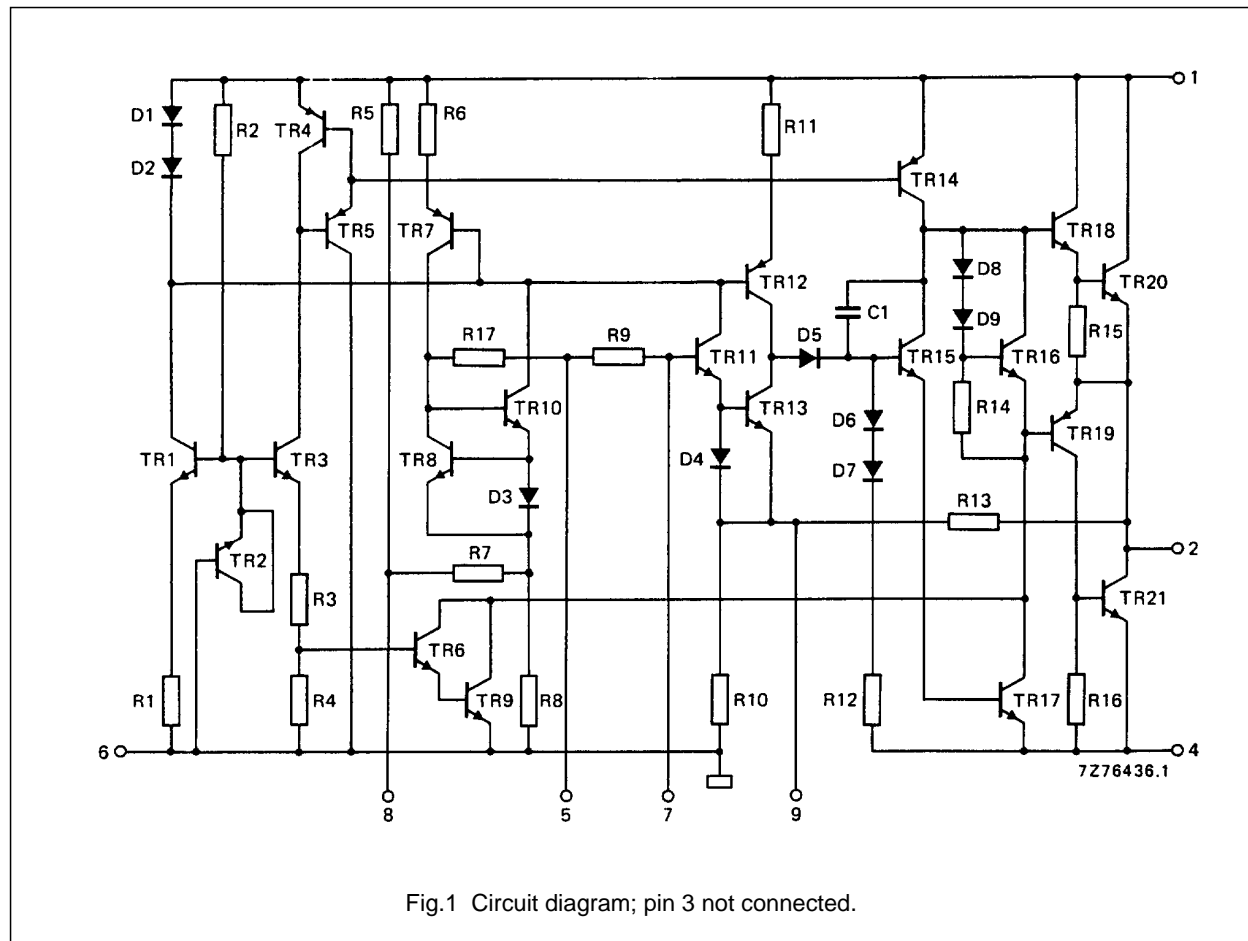 1
D1
R2
TR4
R5
R6
R11
D2
TR14
TR5
TR7
TR18
D8
TR12
TR20
C1
R17
R9
D5
D9
R15
TR11
TR15
TR16
TR10
TR13
R14
D6
TR19
TR1
TR3
TR8
D4
D7
D3
R13
2
R7
TR2
R3
TR21
TR6
R1
R4
TR9
R8
R10
R12
TR17
R16
6
4
7Z76436.1
8
5
7
9
Fig.1 Circuit diagram; pin 3 not connected.